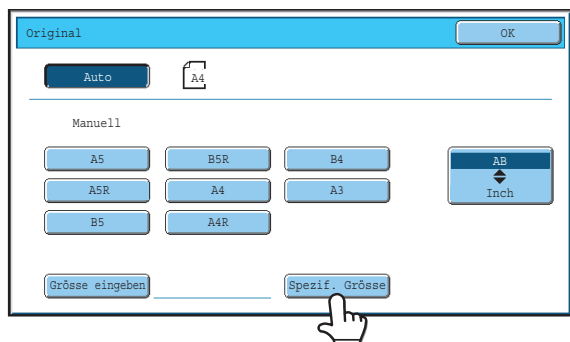 Original OK
Auto A4
Manuell
A5 B5R B4 AB
A5R A4 A3 Inch
B5 A4R
Grösse eingeben Spezif. Grösse